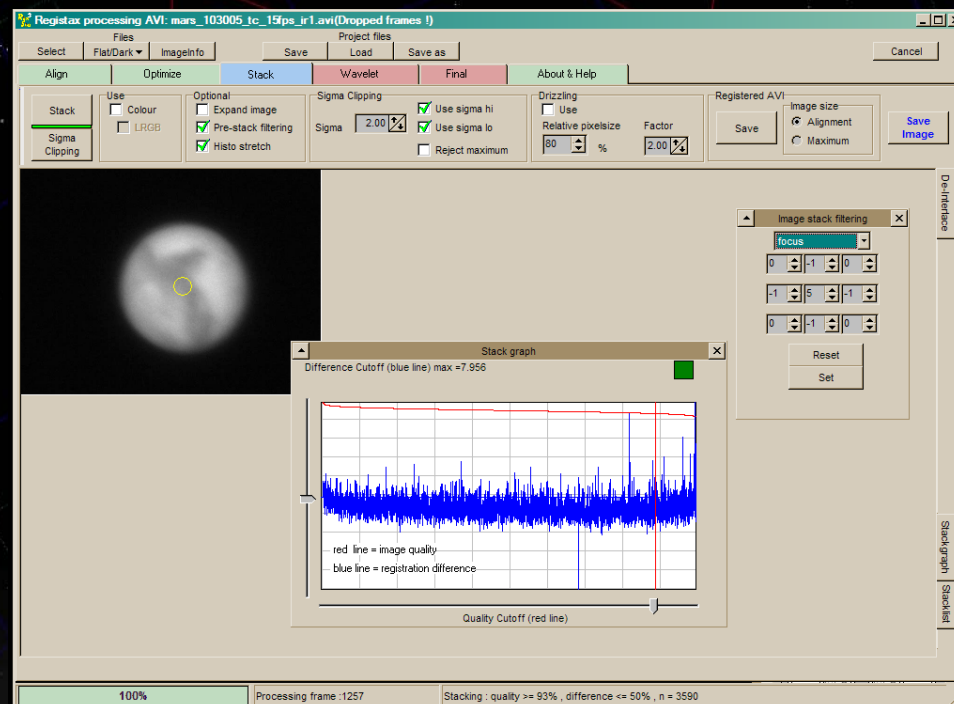 Registax processing AVI: mars_103005_tc_15fps_ir1.avi(Dropped frames !)
Files
Project files
Select Flat/Dark ImageInfo Save Load Save as Cancel
Align Optimize Stack Wavelet Final About & Help
Stack
Sigma Clipping
Use
Colour
LRGB
Optional
Expand image
Pre-stack filtering
Histo stretch
Sigma Clipping
Sigma 2.00
Use sigma hi
Use sigma lo
Reject maximum
Drizzling
Use
Relative pixelsize Factor
80 % 2.00
Registered AVI
Save
Image size
Alignment
Maximum
Save
Image
De-Interlace
Image stack filtering
focus
0 -1 0
-1 5 -1
0 -1 0
Reset
Set
Stack graph
Difference Cutoff (blue line) max =7.956
red line = image quality
blue line = registration difference
Quality Cutoff (red line)
Stackgraph
Stacklist
100% Processing frame :1257 Stacking : quality >= 93% , difference <= 50% , n = 3590